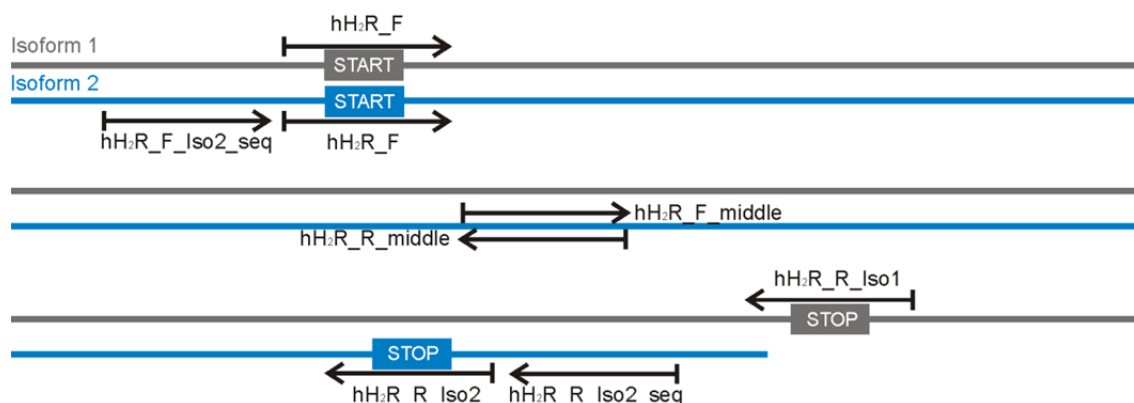 hH₂R_F
Isoform 1
START
Isoform 2
START
hH₂R_F_Iso2_seq
hH₂R_F
hH₂R_F_middle
hH₂R_R_middle
hH₂R_R_Iso1
STOP
STOP
hH₂R_R_Iso2
hH₂R_R_Iso2_seq